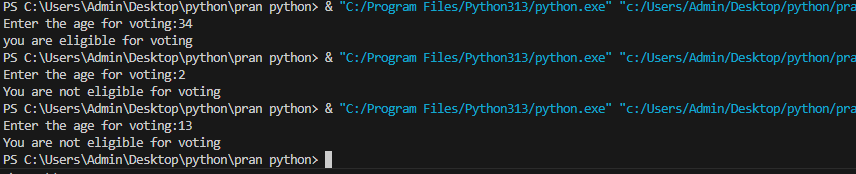 PS C:\Users\Admin\Desktop\python\pran python> & "C:/Program Files/Python313/python.exe" "c:/Users/Admin/Desktop/python/pra
Enter the age for voting:34
you are eligible for voting
PS C:\Users\Admin\Desktop\python\pran python> & "C:/Program Files/Python313/python.exe" "c:/Users/Admin/Desktop/python/pra
Enter the age for voting:2
You are not eligible for voting
PS C:\Users\Admin\Desktop\python\pran python> & "C:/Program Files/Python313/python.exe" "c:/Users/Admin/Desktop/python/pra
Enter the age for voting:13
You are not eligible for voting
PS C:\Users\Admin\Desktop\python\pran python>